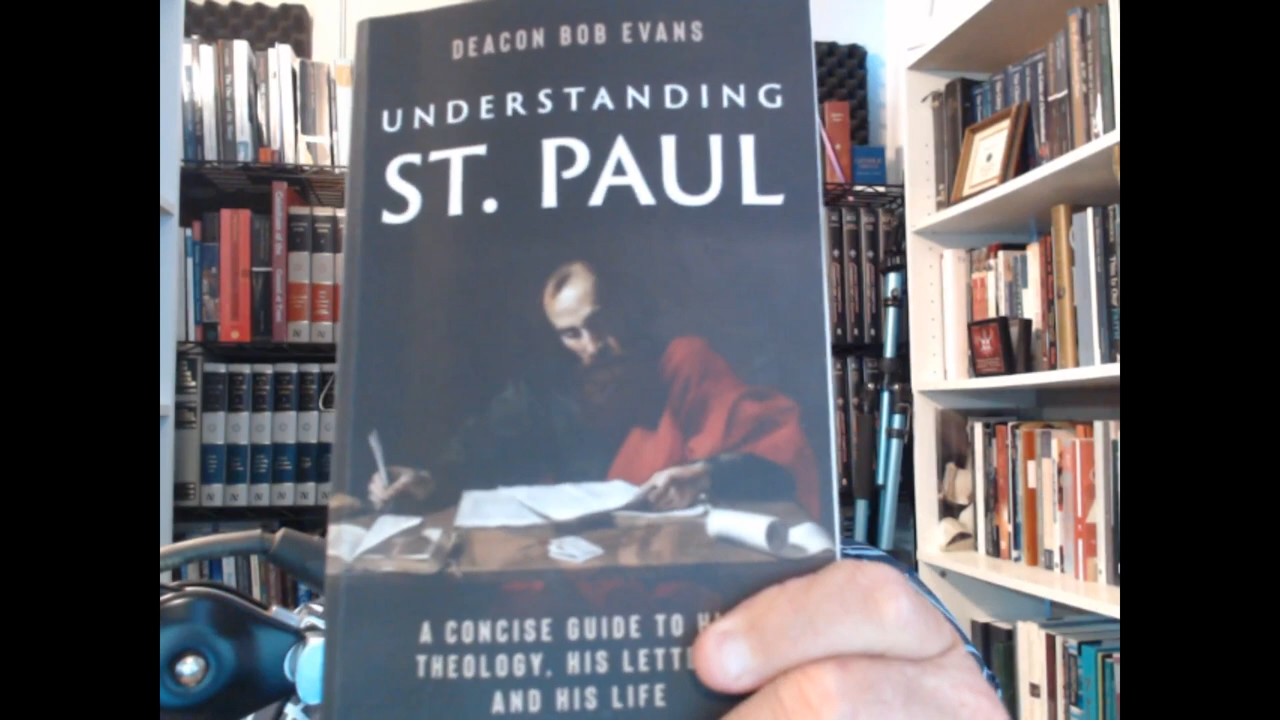 DEACON BOB EVANS
UNDERSTANDING
ST. PAUL
A CONCISE GUIDE TO
THEOLOGY, HIS
AND HIS LIFE